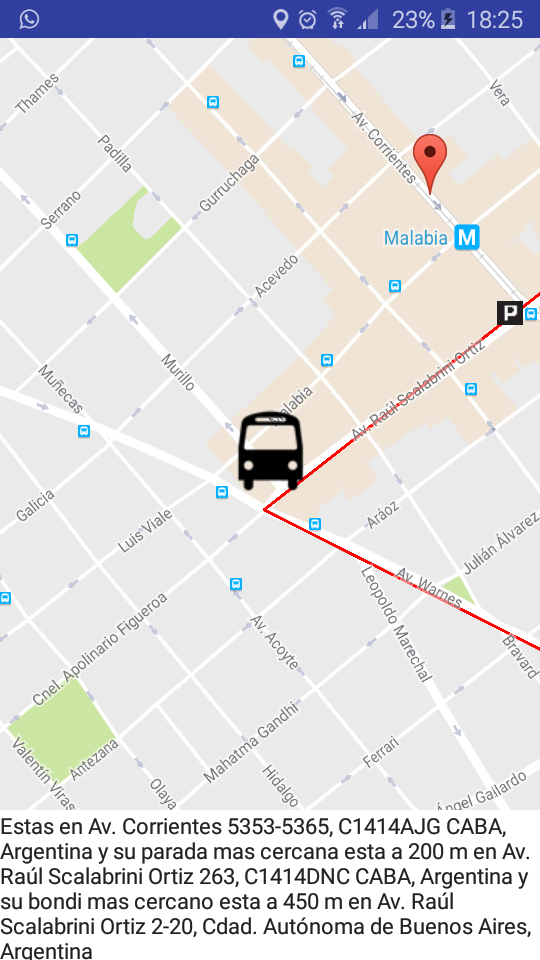 23% 18:25
Thames
Vera
Av. Corrientes
Padilla
Gurruchaga
Serrano
Malabia M
Acevedo
P
Av. Raúl Scalabrini Ortiz
Murillo
Muñecas
Malabia
Galicia
Luis Viale
Aráoz
Julián Álvarez
Av. Warnes
Leopoldo Marechal
Cnel. Apolinario Figueroa
Av. Acoyte
Bravard
Mahatma Gandhi
Ferrari
Antezana
Valentín Viras
Olaya
Hidalgo
Ángel Gallardo
Estas en Av. Corrientes 5353-5365, C1414AJG CABA,
Argentina y su parada mas cercana esta a 200 m en Av.
Raúl Scalabrini Ortiz 263, C1414DNC CABA, Argentina y
su bondi mas cercano esta a 450 m en Av. Raúl
Scalabrini Ortiz 2-20, Cdad. Autónoma de Buenos Aires,
Argentina